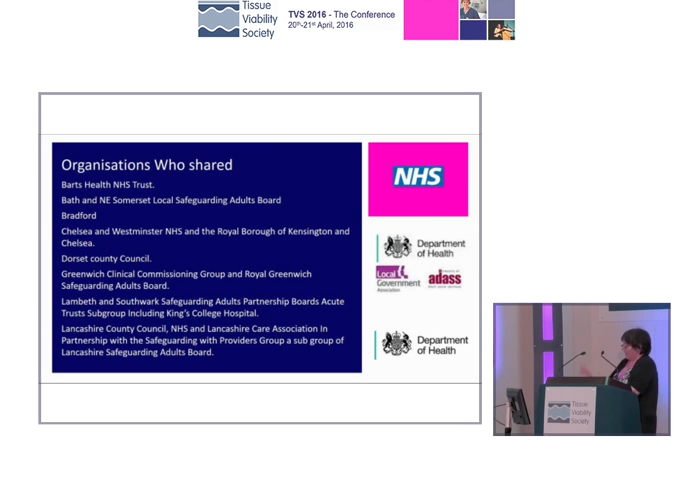 Tissue
Viability
Society
TVS 2016 - The Conference
20th-21st April, 2016
Organisations Who shared
Barts Health NHS Trust.
Bath and NE Somerset Local Safeguarding Adults Board
Bradford
Chelsea and Westminster NHS and the Royal Borough of Kensington and
Chelsea.
Dorset county Council.
Greenwich Clinical Commissioning Group and Royal Greenwich
Safeguarding Adults Board.
Lambeth and Southwark Safeguarding Adults Partnership Boards Acute
Trusts Subgroup Including King's College Hospital.
Lancashire County Council, NHS and Lancashire Care Association In
Partnership with the Safeguarding with Providers Group a sub group of
Lancashire Safeguarding Adults Board.
NHS
Department
of Health
Local
Government
Association
adass
Department
of Health
Tissue
Viability
Society